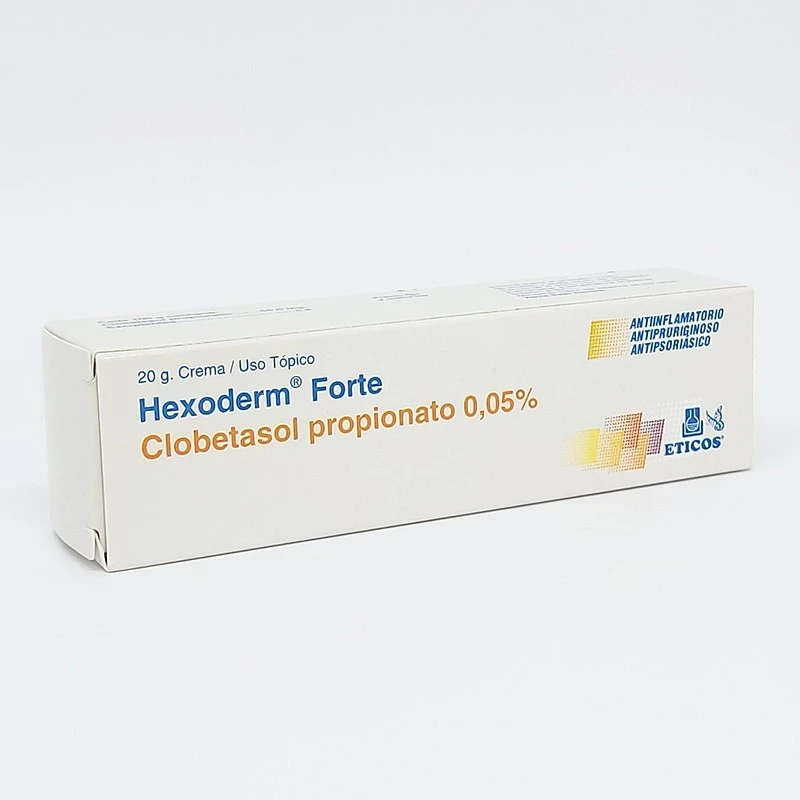 20 g. Crema / Uso Tópico
Hexoderm® Forte
Clobetasol propionato 0,05%
ANTIINFLAMATORIO
ANTIPRURIGINOSO
ANTIPSORIÁSICO
ETICOS